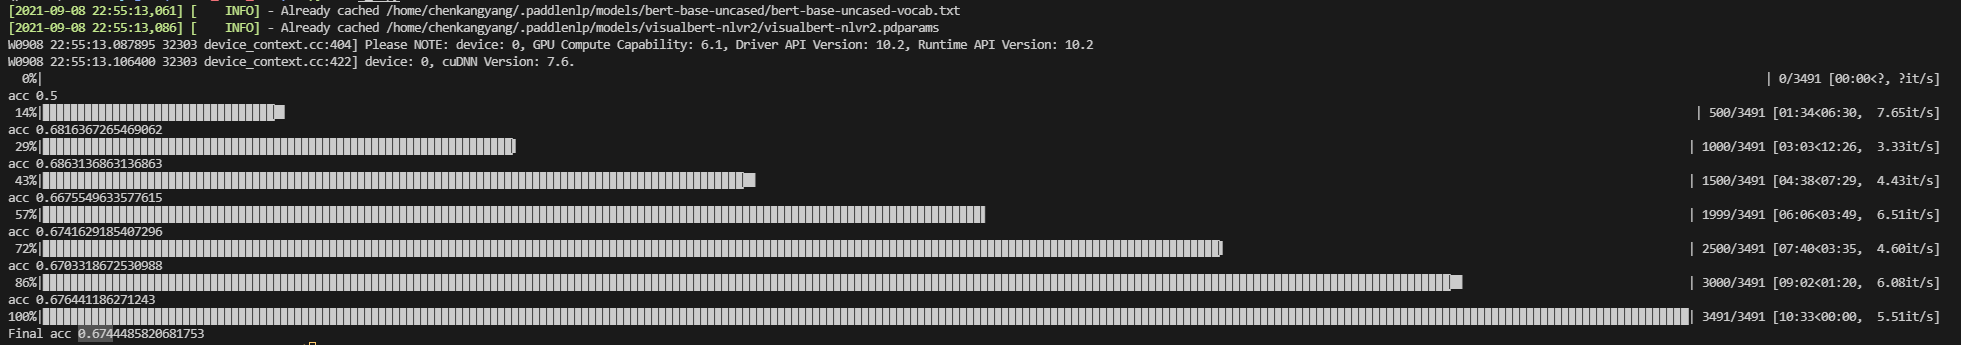 [2021-09-08 22:55:13,061] [    INFO] - Already cached /home/chenkangyang/.paddlenlp/models/bert-base-uncased/bert-base-uncased-vocab.txt
[2021-09-08 22:55:13,086] [    INFO] - Already cached /home/chenkangyang/.paddlenlp/models/visualbert-nlvr2/visualbert-nlvr2.pdparams
W0908 22:55:13.087895 32303 device_context.cc:404] Please NOTE: device: 0, GPU Compute Capability: 6.1, Driver API Version: 10.2, Runtime API Version: 10.2
W0908 22:55:13.106400 32303 device_context.cc:422] device: 0, cuDNN Version: 7.6.
0%| | 0/3491 [00:00<?, ?it/s]
acc 0.5
14%| | 500/3491 [01:34<06:30, 7.65it/s]
acc 0.6816367265469062
29%| | 1000/3491 [03:03<12:26, 3.33it/s]
acc 0.6863136863136863
43%| | 1500/3491 [04:38<07:29, 4.43it/s]
acc 0.6675549633577615
57%| | 1999/3491 [06:06<03:49, 6.51it/s]
acc 0.6741629185407296
72%| | 2500/3491 [07:40<03:35, 4.60it/s]
acc 0.6703318672530988
86%| | 3000/3491 [09:02<01:20, 6.08it/s]
acc 0.676441186271243
100%| | 3491/3491 [10:33<00:00, 5.51it/s]
Final acc 0.6744485820681753